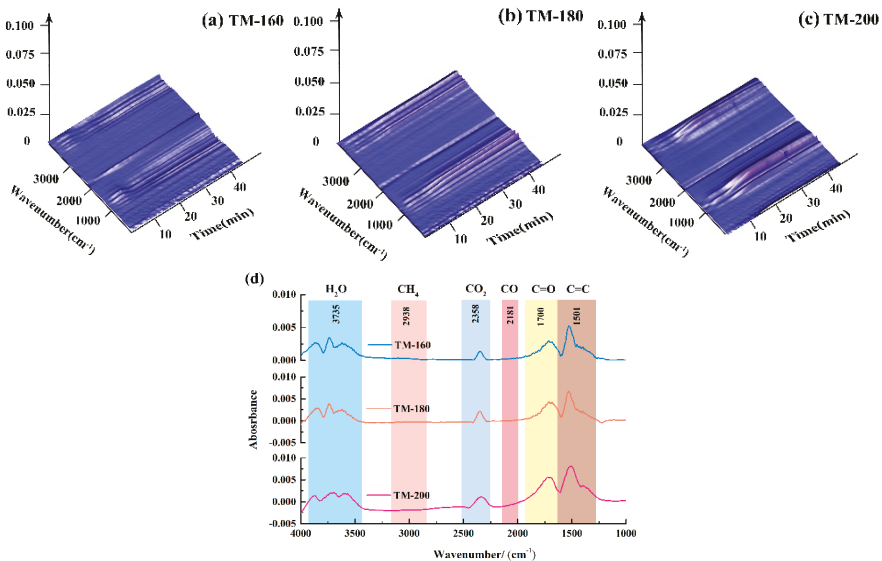 (a) TM-160
0.100
0.075
0.050
0.025
0
3000
2000
1000
Wavenumber(cm-1)
10
20
30
40
Time(min)
(b) TM-180
0.100
0.075
0.050
0.025
0
3000
2000
1000
Wavenumber(cm-1)
10
20
30
40
Time(min)
(c) TM-200
0.100
0.075
0.050
0.025
0
3000
2000
1000
Wavenumber(cm-1)
10
20
30
40
Time(min)
(d)
H2O CH4 CO2 CO C=O C=C
3735 2938 2358 2181 1700 1501
0.010
0.005
0.000
TM-160
0.010
0.005
0.000
-0.005
TM-180
0.010
0.005
0.000
-0.005
TM-200
Abosrbance
4000 3500 3000 2500 2000 1500 1000
Wavenumber/ (cm-1)